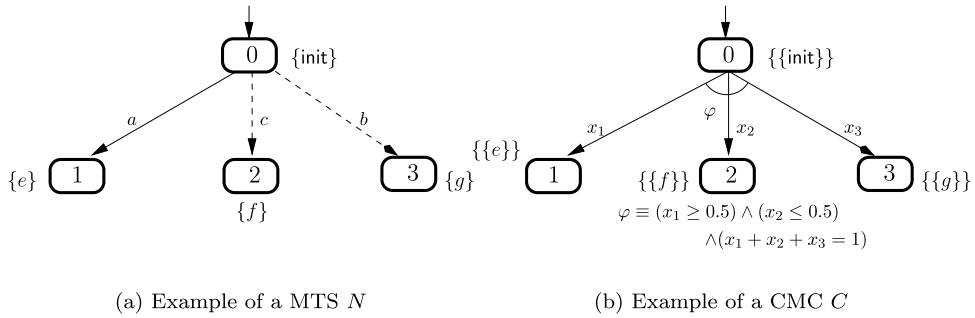 0 {init}
a c b
{e} 1 2 3 {g}
{f}
(a) Example of a MTS N
0 {{init}}
φ
x₁ x₂ x₃
{{e}}
1 {{f}} 2 3 {{g}}
φ ≡ (x₁ ≥ 0.5) ∧ (x₂ ≤ 0.5)
∧(x₁ + x₂ + x₃ = 1)
(b) Example of a CMC C